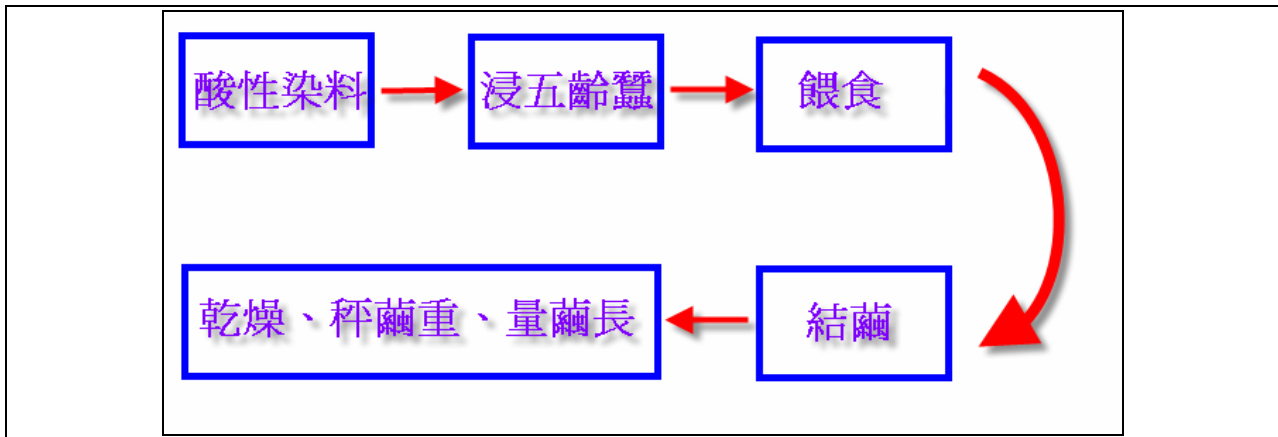 酸性染料
浸五齡蠶
餵食
結繭
乾燥、秤繭重、量繭長